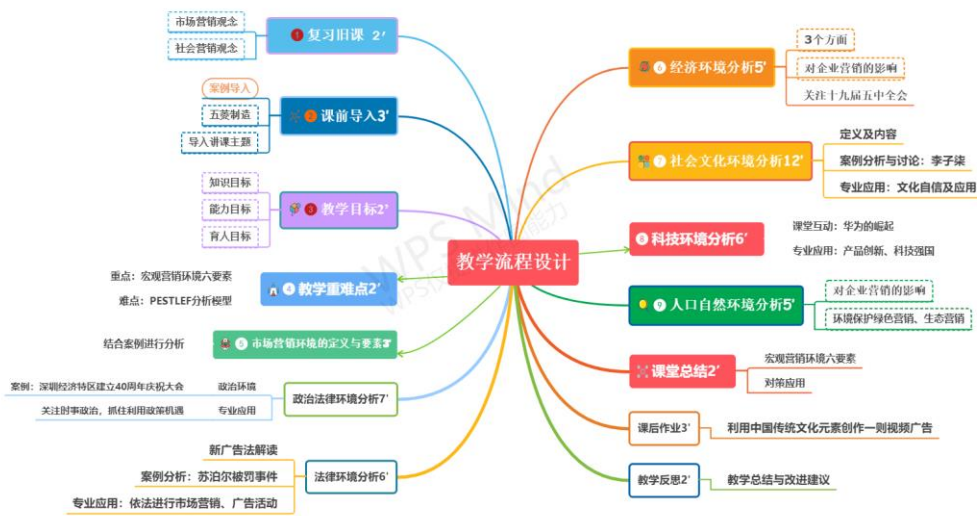 教学流程设计
❶ 复习旧课 2′
市场营销观念
社会营销观念
❷ 课前导入3′
案例导入
五菱制造
导入讲课主题
❸ 教学目标2′
知识目标
能力目标
育人目标
❹ 教学重难点2′
重点：宏观营销环境六要素
难点：PESTLEF分析模型
❺ 市场营销环境的定义与要素3′
结合案例进行分析
政治法律环境分析7′
政治环境
案例：深圳经济特区建立40周年庆祝大会
专业应用
关注时事政治，抓住利用政策机遇
法律环境分析6′
新广告法解读
案例分析：苏泊尔被罚事件
专业应用：依法进行市场营销、广告活动
❻ 经济环境分析5′
3个方面
对企业营销的影响
关注十九届五中全会
❼ 社会文化环境分析12′
定义及内容
案例分析与讨论：李子柒
专业应用：文化自信及应用
❽ 科技环境分析6′
课堂互动：华为的崛起
专业应用：产品创新、科技强国
❾ 人口自然环境分析5′
对企业营销的影响
环境保护绿色营销、生态营销
课堂总结2′
宏观营销环境六要素
对策应用
课后作业3′
利用中国传统文化元素创作一则视频广告
教学反思2′
教学总结与改进建议
WPS Mind